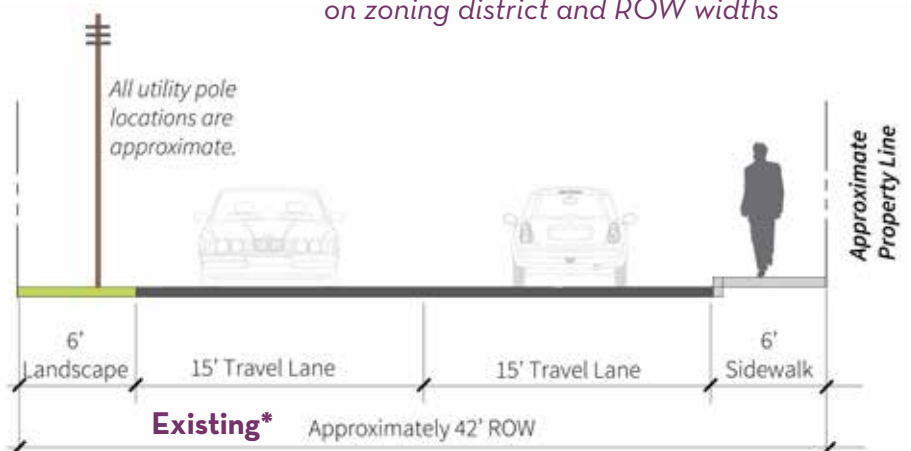 on zoning district and ROW widths
All utility pole
locations are
approximate.
Approximate
Property Line
6'
Landscape
15' Travel Lane
15' Travel Lane
6'
Sidewalk
Existing*
Approximately 42' ROW